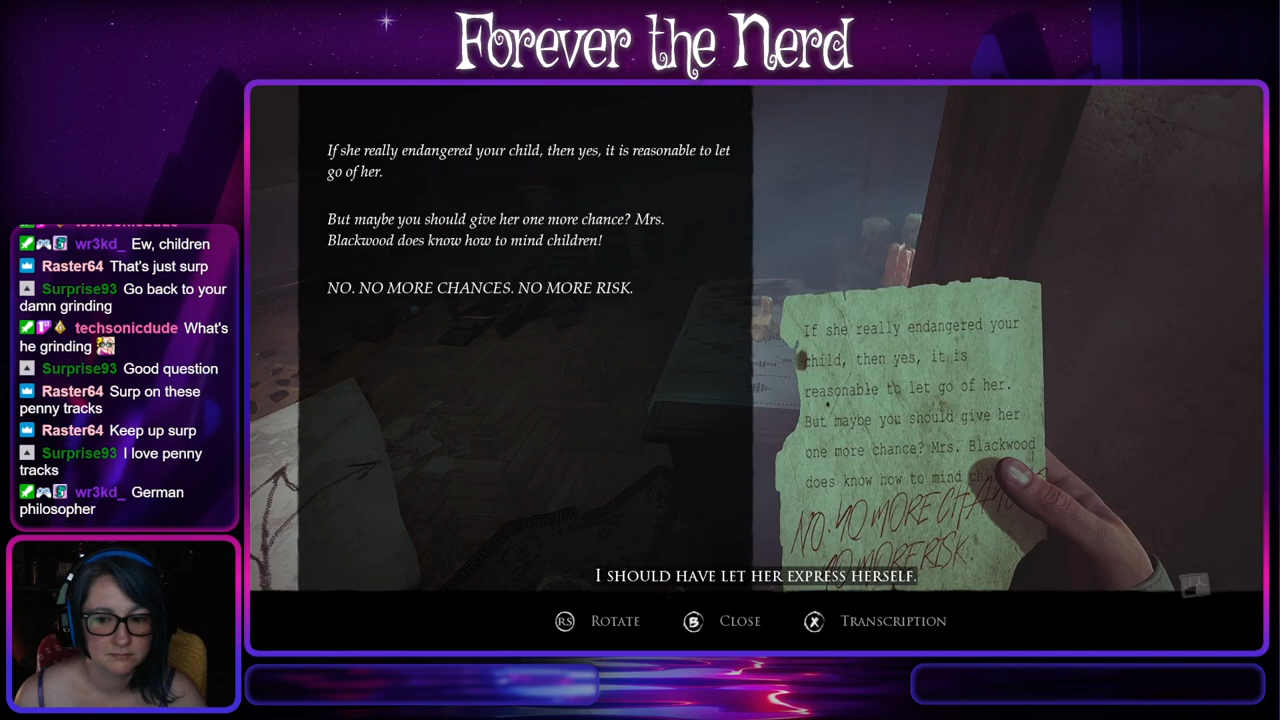 Forever the Nerd
If she really endangered your child, then yes, it is reasonable to let
go of her.
But maybe you should give her one more chance? Mrs.
Blackwood does know how to mind children!
NO. NO MORE CHANCES. NO MORE RISK.
wr3kd_ Ew, children
Raster64 That's just surp
Surprise93 Go back to your
damn grinding
techsonicdude What's
he grinding
Surprise93 Good question
Raster64 Surp on these
penny tracks
Raster64 Keep up surp
Surprise93 I love penny
tracks
wr3kd_ German
philosopher
If she really endangered your
child, then yes, it is
reasonable to let go of her.
But maybe you should give her
one more chance? Mrs. Blackwood
does know how to mind
NO. NO MORE
NO MORE RISK.
I SHOULD HAVE LET HER EXPRESS HERSELF.
RS ROTATE B CLOSE X TRANSCRIPTION